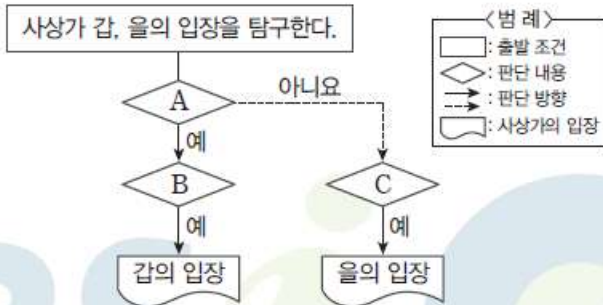 사상가 갑, 을의 입장을 탐구한다.
〈범 례〉
: 출발 조건
: 판단 내용
: 판단 방향
: 사상가의 입장
A
아니요
예
B
C
예
예
갑의 입장
을의 입장